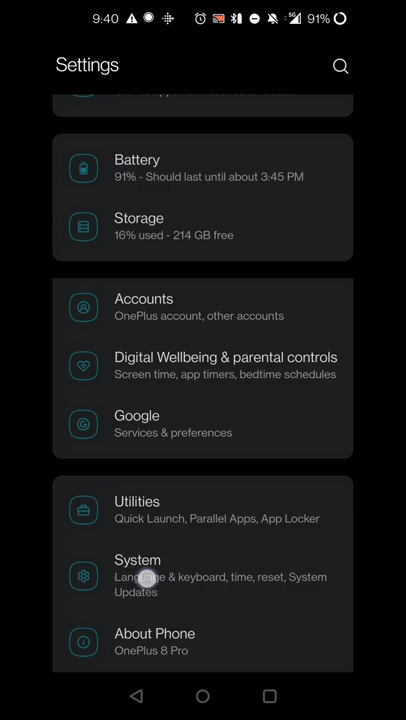 9:40
5G
91%
Settings
Battery
91% - Should last until about 3:45 PM
Storage
16% used - 214 GB free
Accounts
OnePlus account, other accounts
Digital Wellbeing & parental controls
Screen time, app timers, bedtime schedules
Google
Services & preferences
Utilities
Quick Launch, Parallel Apps, App Locker
System
Language & keyboard, time, reset, System
Updates
About Phone
OnePlus 8 Pro